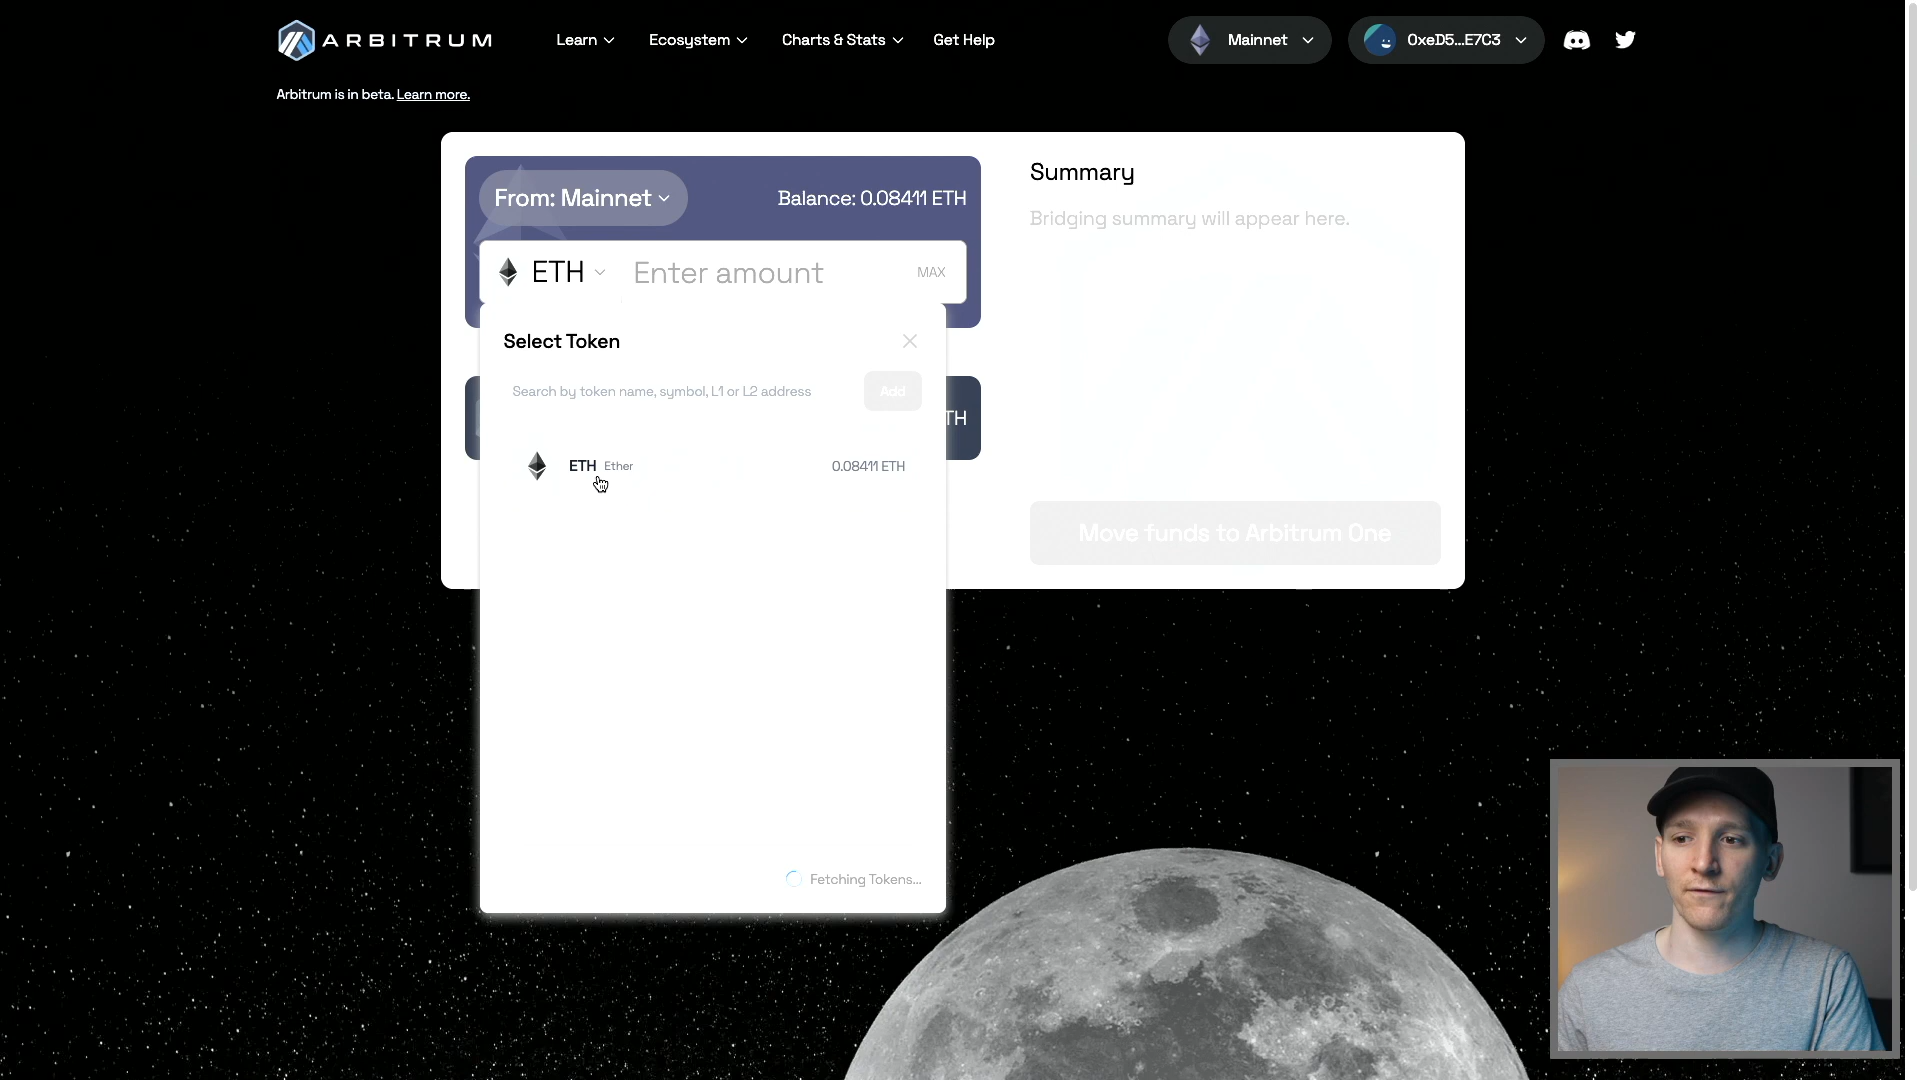 ARBITRUM
Learn
Ecosystem
Charts & Stats
Get Help
Mainnet
0xeD5...E7C3
Arbitrum is in beta. Learn more.
From: Mainnet
Balance: 0.08411 ETH
ETH
Enter amount
MAX
Select Token
Search by token name, symbol, L1 or L2 address
Add
TH
ETH Ether
0.08411 ETH
Fetching Tokens...
Summary
Bridging summary will appear here.
Move funds to Arbitrum One